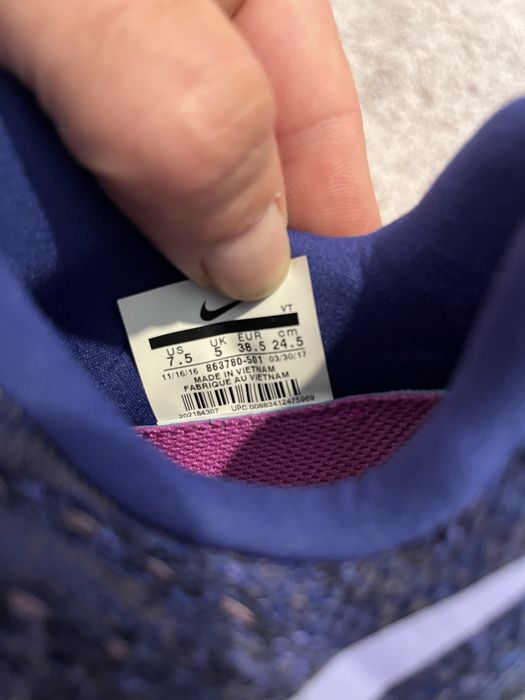 VT
US UK EUR cm
7.5 5 38.5 24.5
11/16/16 863780-501 03/30/17
MADE IN VIETNAM
FABRIQUE AU VIETNAM
202184307 UPC:00883412475969